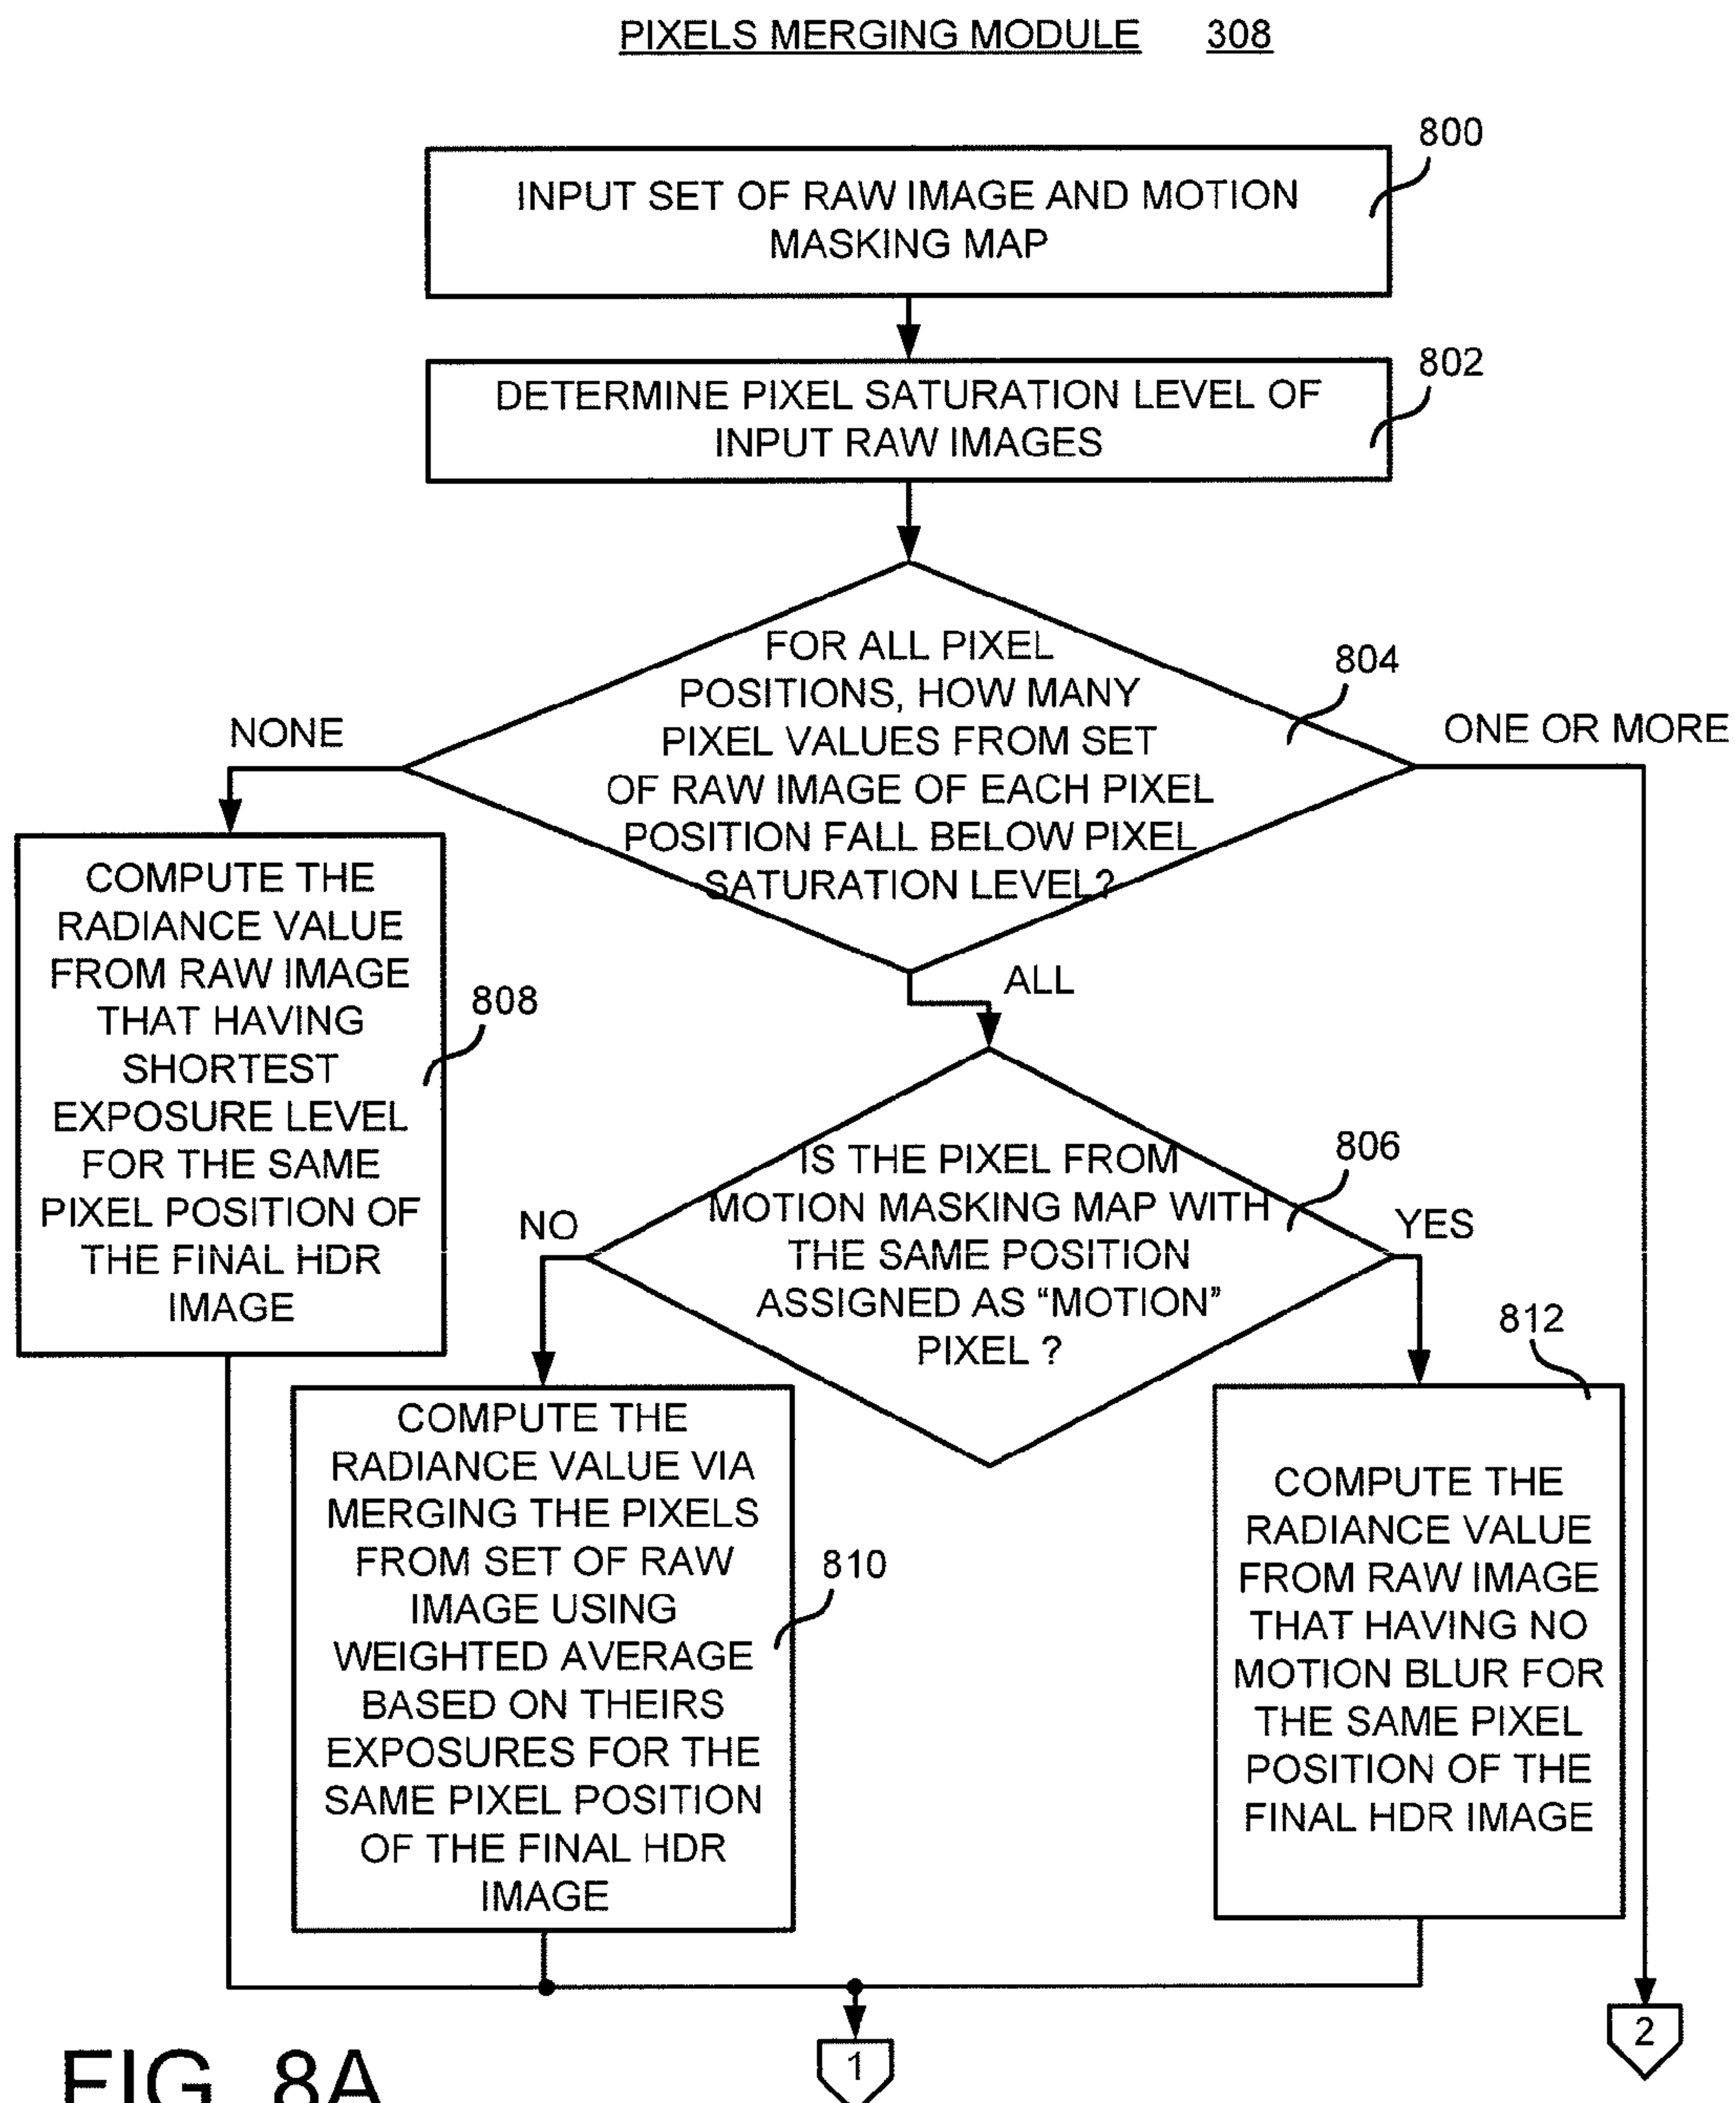 PIXELS MERGING MODULE 308
800
INPUT SET OF RAW IMAGE AND MOTION
MASKING MAP
802
DETERMINE PIXEL SATURATION LEVEL OF
INPUT RAW IMAGES
804
FOR ALL PIXEL
POSITIONS, HOW MANY
PIXEL VALUES FROM SET
OF RAW IMAGE OF EACH PIXEL
POSITION FALL BELOW PIXEL
SATURATION LEVEL?
NONE
ONE OR MORE
ALL
COMPUTE THE
RADIANCE VALUE
FROM RAW IMAGE
THAT HAVING
SHORTEST
EXPOSURE LEVEL
FOR THE SAME
PIXEL POSITION OF
THE FINAL HDR
IMAGE
808
IS THE PIXEL FROM
MOTION MASKING MAP WITH
THE SAME POSITION
ASSIGNED AS “MOTION”
PIXEL ?
806
NO
YES
COMPUTE THE
RADIANCE VALUE VIA
MERGING THE PIXELS
FROM SET OF RAW
IMAGE USING
WEIGHTED AVERAGE
BASED ON THEIRS
EXPOSURES FOR THE
SAME PIXEL POSITION
OF THE FINAL HDR
IMAGE
810
812
COMPUTE THE
RADIANCE VALUE
FROM RAW IMAGE
THAT HAVING NO
MOTION BLUR FOR
THE SAME PIXEL
POSITION OF THE
FINAL HDR IMAGE
1
2
FIG. 8A